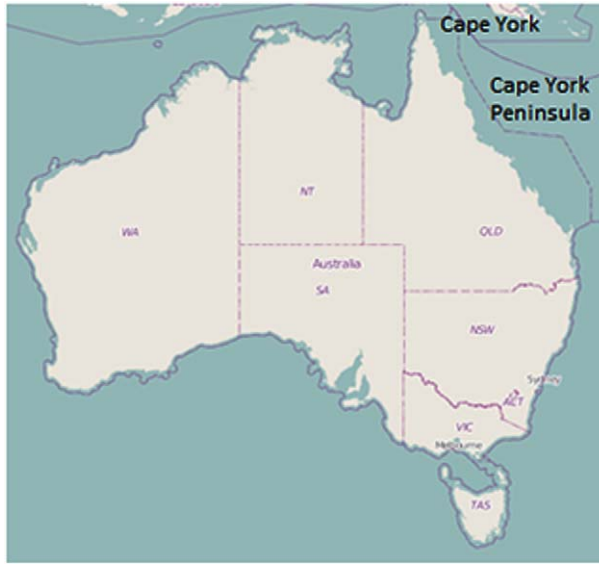 Cape York
Cape York
Peninsula
NT
WA
QLD
Australia
SA
NSW
Sydney
ACT
VIC
Melbourne
TAS